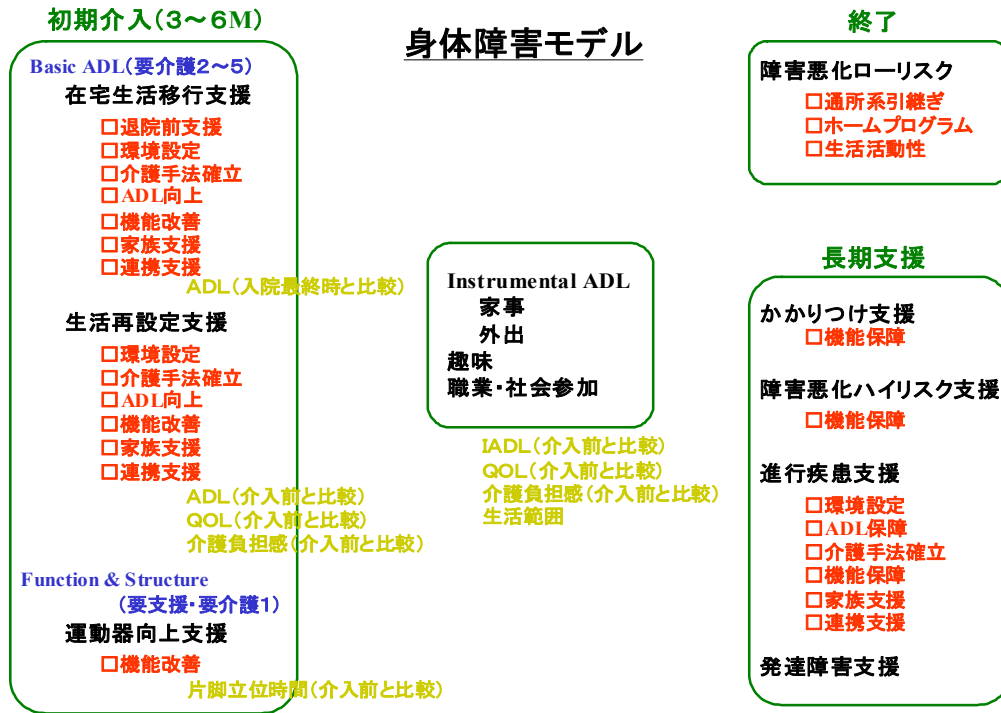 初期介入（3～6M）
Basic ADL（要介護2～5）
在宅生活移行支援
□退院前支援
□環境設定
□介護手法確立
□ADL向上
□機能改善
□家族支援
□連携支援
ADL（入院最終時と比較）
生活再設定支援
□環境設定
□介護手法確立
□ADL向上
□機能改善
□家族支援
□連携支援
ADL（介入前と比較）
QOL（介入前と比較）
介護負担感（介入前と比較）
Function & Structure
（要支援・要介護1）
運動器向上支援
□機能改善
片脚立位時間（介入前と比較）
身体障害モデル
Instrumental ADL
家事
外出
趣味
職業・社会参加
IADL（介入前と比較）
QOL（介入前と比較）
介護負担感（介入前と比較）
生活範囲
終了
障害悪化ローリスク
□通所系引継ぎ
□ホームプログラム
□生活活動性
長期支援
かかりつけ支援
□機能保障
障害悪化ハイリスク支援
□機能保障
進行疾患支援
□環境設定
□ADL保障
□介護手法確立
□機能保障
□家族支援
□連携支援
発達障害支援